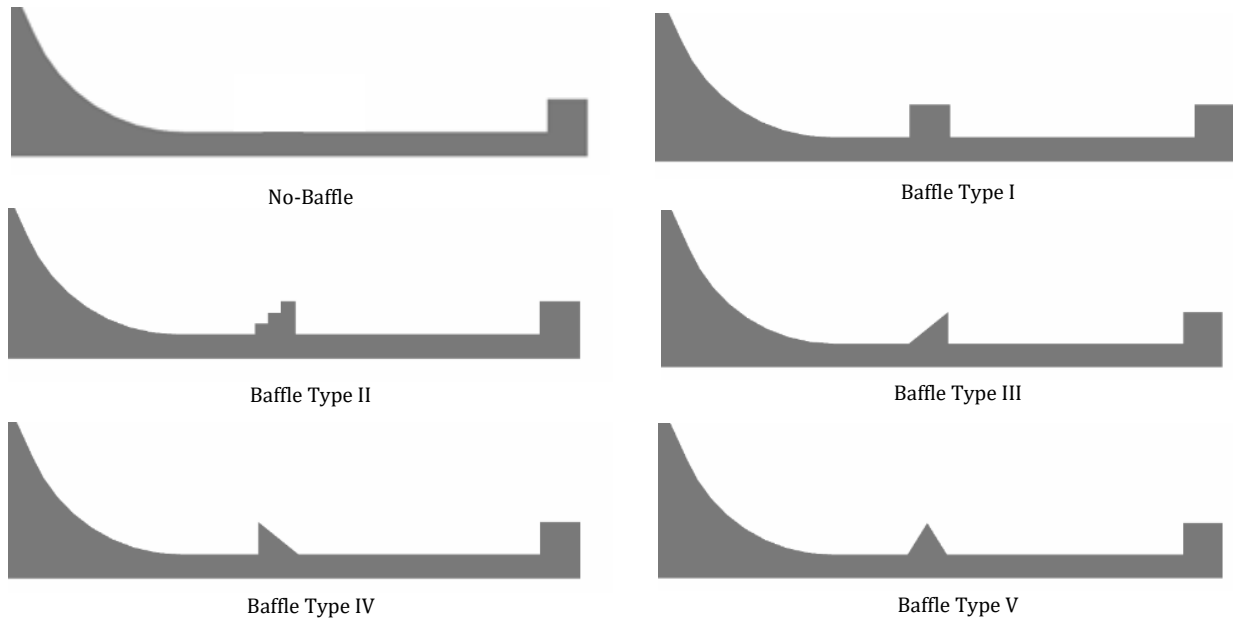 No-Baffle
Baffle Type I
Baffle Type II
Baffle Type III
Baffle Type IV
Baffle Type V